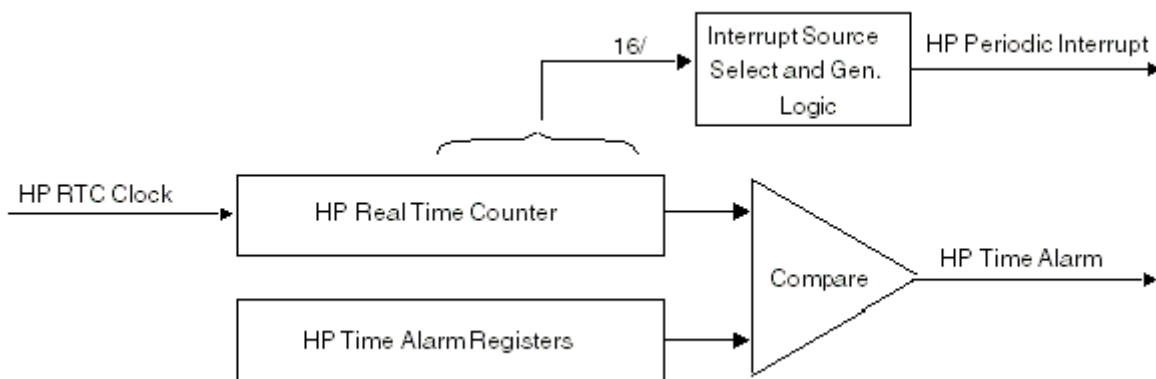 16/
Interrupt Source
Select and Gen.
Logic
HP Periodic Interrupt
HP RTC Clock
HP Real Time Counter
Compare
HP Time Alarm
HP Time Alarm Registers